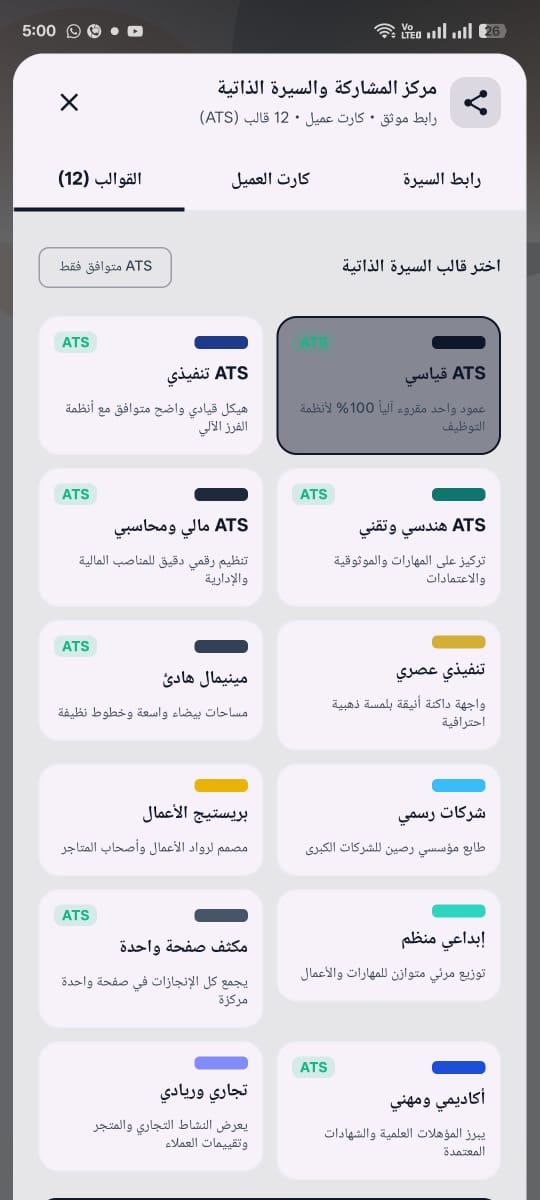 5:00
Vo LTE
26
مركز المشاركة والسيرة الذاتية
رابط موثق • كارت عميل • 12 قالب (ATS)
رابط السيرة
كارت العميل
القوالب (12)
اختر قالب السيرة الذاتية
ATS متوافق فقط
ATS
ATS قياسي
عمود واحد مقروء آلياً 100% لأنظمة
التوظيف
ATS
ATS تنفيذي
هيكل قيادي واضح متوافق مع أنظمة
الفرز الآلي
ATS
ATS هندسي وتقني
تركيز على المهارات والموثوقية
والاعتمادات
ATS
ATS مالي ومحاسبي
تنظيم رقمي دقيق للمناصب المالية
والإدارية
تنفيذي عصري
واجهة داكنة أنيقة بلمسة ذهبية
احترافية
ATS
مينيمال هادئ
مساحات بيضاء واسعة وخطوط نظيفة
شركات رسمي
طابع مؤسسي رصين للشركات الكبرى
بريستيج الأعمال
مصمم لرواد الأعمال وأصحاب المتاجر
إبداعي منظم
توزيع مرئي متوازن للمهارات والأعمال
ATS
مكثف صفحة واحدة
يجمع كل الإنجازات في صفحة واحدة
مركزة
ATS
أكاديمي ومهني
يبرز المؤهلات العلمية والشهادات
المعتمدة
تجاري وريادي
يعرض النشاط التجاري والمتجر
وتقييمات العملاء